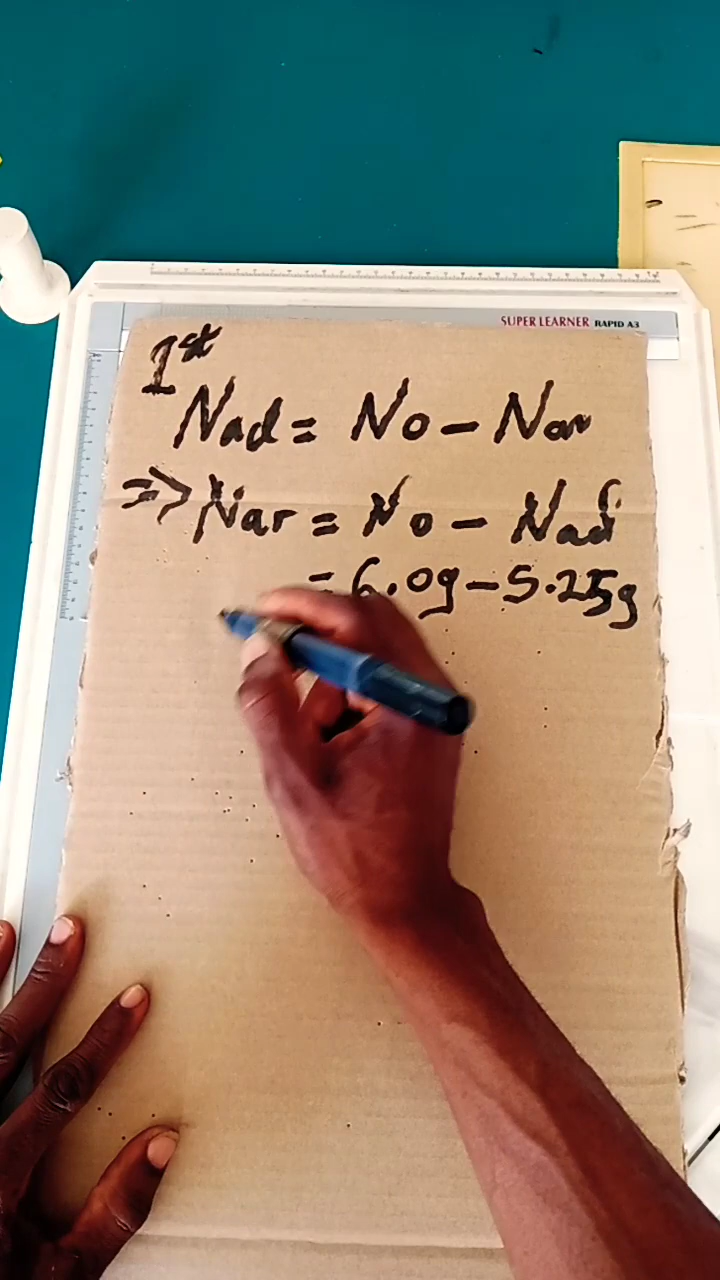 SUPER LEARNER RAPID A3
1st
Nad = No - Nar
=> Nar = No - Nad
= 6.0g - 5.25g